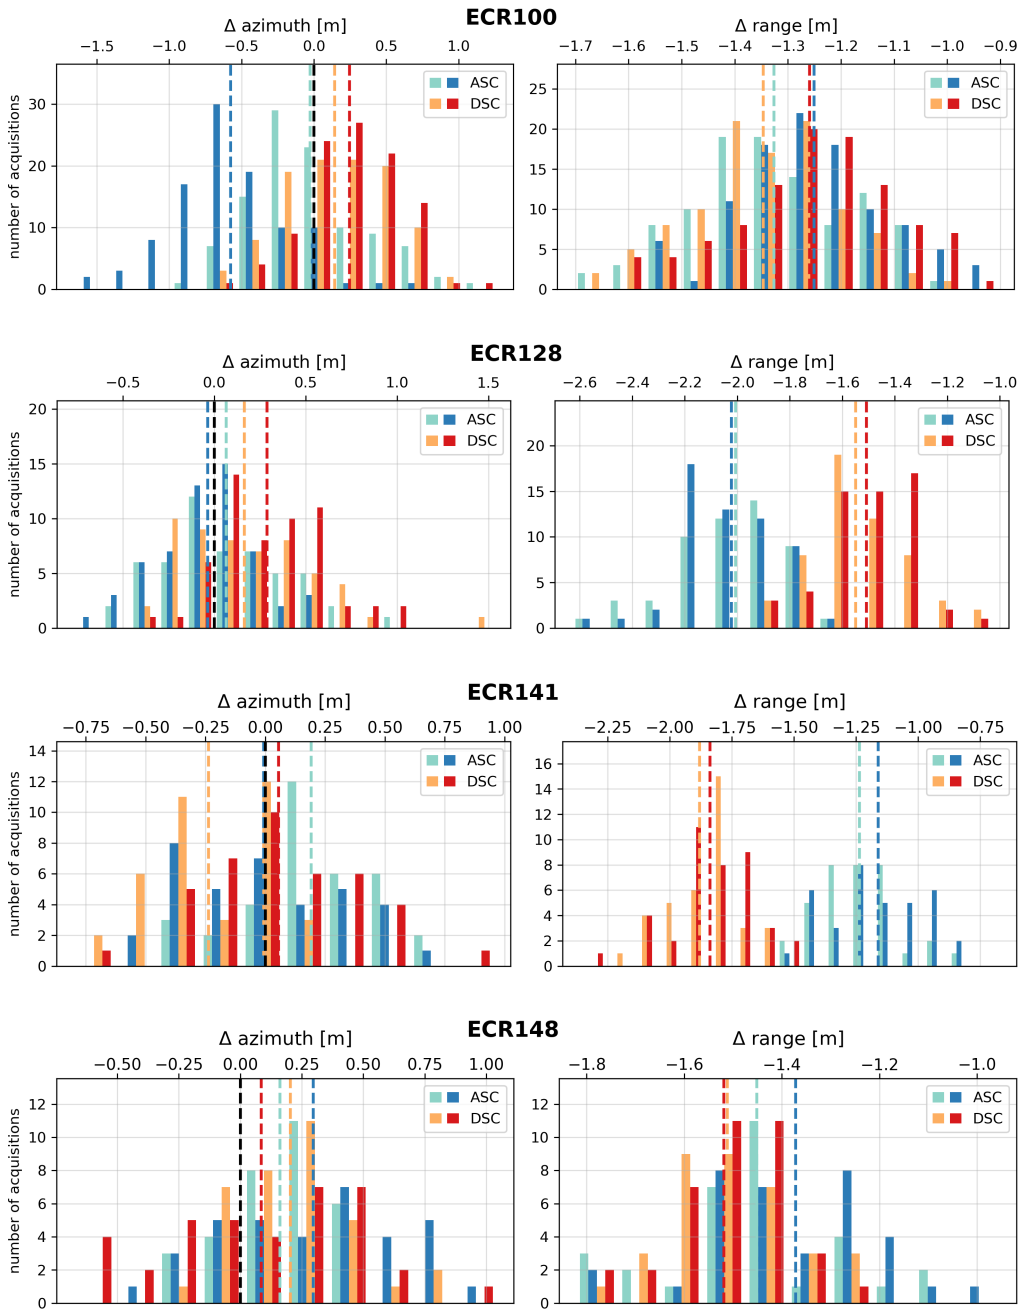 ECR100
Δ azimuth [m]
Δ range [m]
−1.5 −1.0 −0.5 0.0 0.5 1.0
−1.7 −1.6 −1.5 −1.4 −1.3 −1.2 −1.1 −1.0 −0.9
number of acquisitions
30
20
10
0
ASC
DSC
25
20
15
10
5
0
ASC
DSC
ECR128
Δ azimuth [m]
Δ range [m]
−0.5 0.0 0.5 1.0 1.5
−2.6 −2.4 −2.2 −2.0 −1.8 −1.6 −1.4 −1.2 −1.0
number of acquisitions
20
15
10
5
0
ASC
DSC
20
15
10
5
0
ASC
DSC
ECR141
Δ azimuth [m]
Δ range [m]
−0.75 −0.50 −0.25 0.00 0.25 0.50 0.75 1.00
−2.25 −2.00 −1.75 −1.50 −1.25 −1.00 −0.75
number of acquisitions
14
12
10
8
6
4
2
0
ASC
DSC
16
14
12
10
8
6
4
2
0
ASC
DSC
ECR148
Δ azimuth [m]
Δ range [m]
−0.50 −0.25 0.00 0.25 0.50 0.75 1.00
−1.8 −1.6 −1.4 −1.2 −1.0
number of acquisitions
12
10
8
6
4
2
0
ASC
DSC
12
10
8
6
4
2
0
ASC
DSC